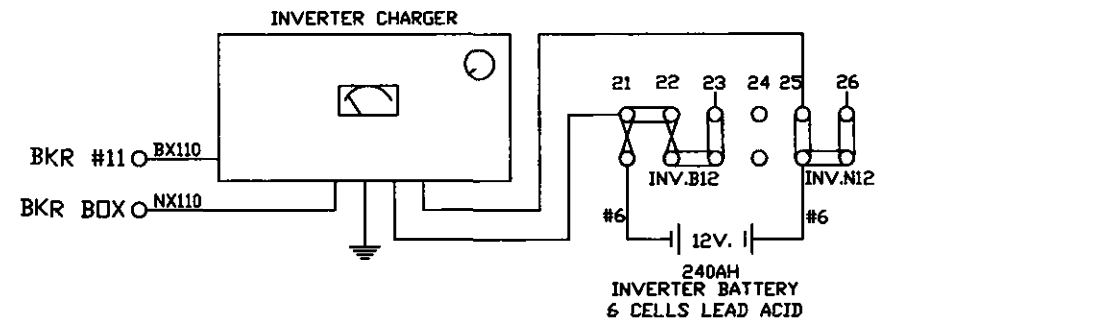 INVERTER CHARGER
21 22 23 24 25 26
BKR #11 BX110
INV.B12 INV.N12
BKR BOX NX110
#6 #6
12V.
240AH
INVERTER BATTERY
6 CELLS LEAD ACID